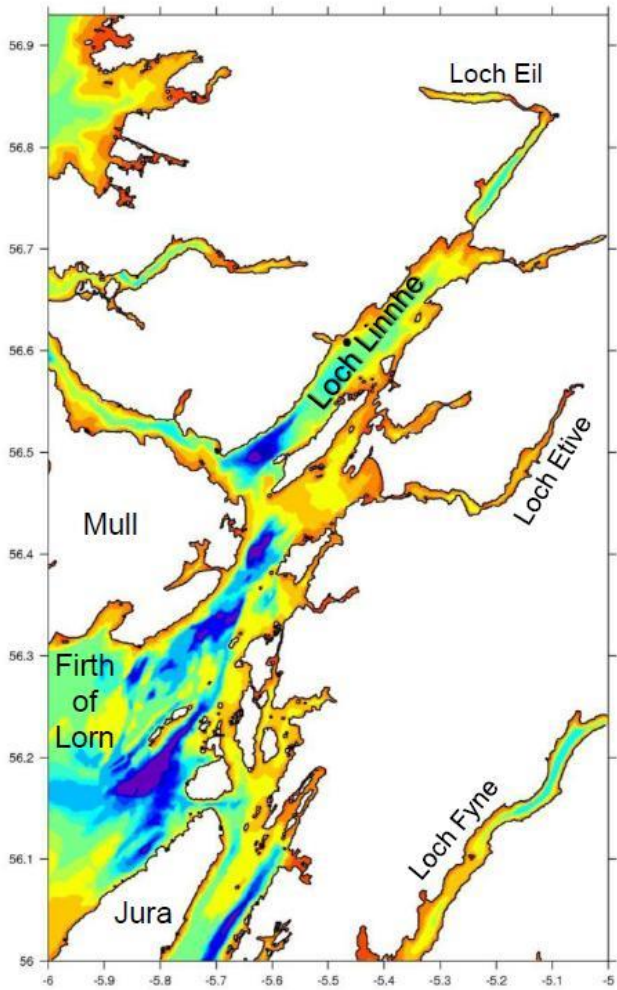 56.9
Loch Eil
56.8
56.7
Loch Linnhe
56.6
56.5
Loch Etive
Mull
56.4
56.3
Firth
of
Lorn
56.2
Loch Fyne
56.1
Jura
56
-6 -5.9 -5.8 -5.7 -5.6 -5.5 -5.4 -5.3 -5.2 -5.1 -5